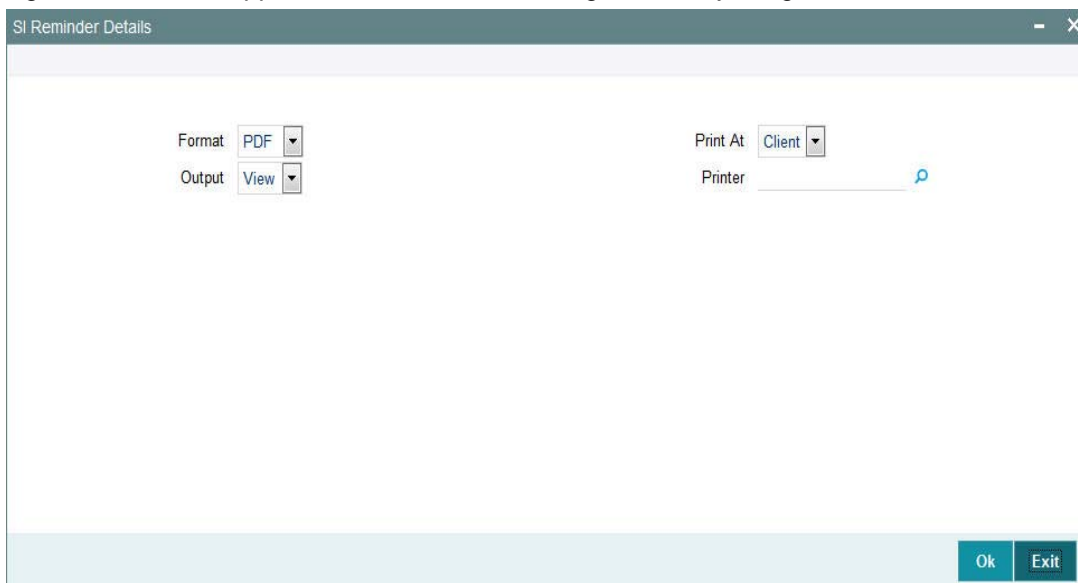 SI Reminder Details
Format PDF
Print At Client
Output View
Printer
Ok Exit